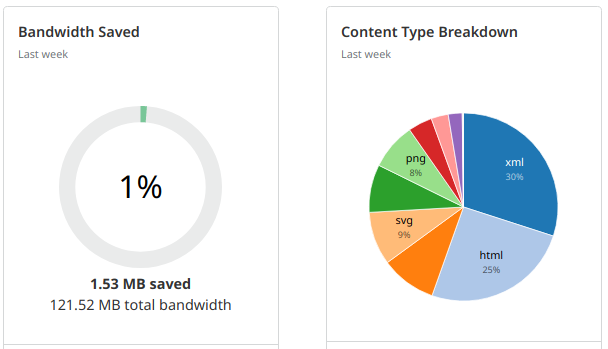 Bandwidth Saved
Last week
1%
1.53 MB saved
121.52 MB total bandwidth
Content Type Breakdown
Last week
xml
30%
html
25%
svg
9%
png
8%